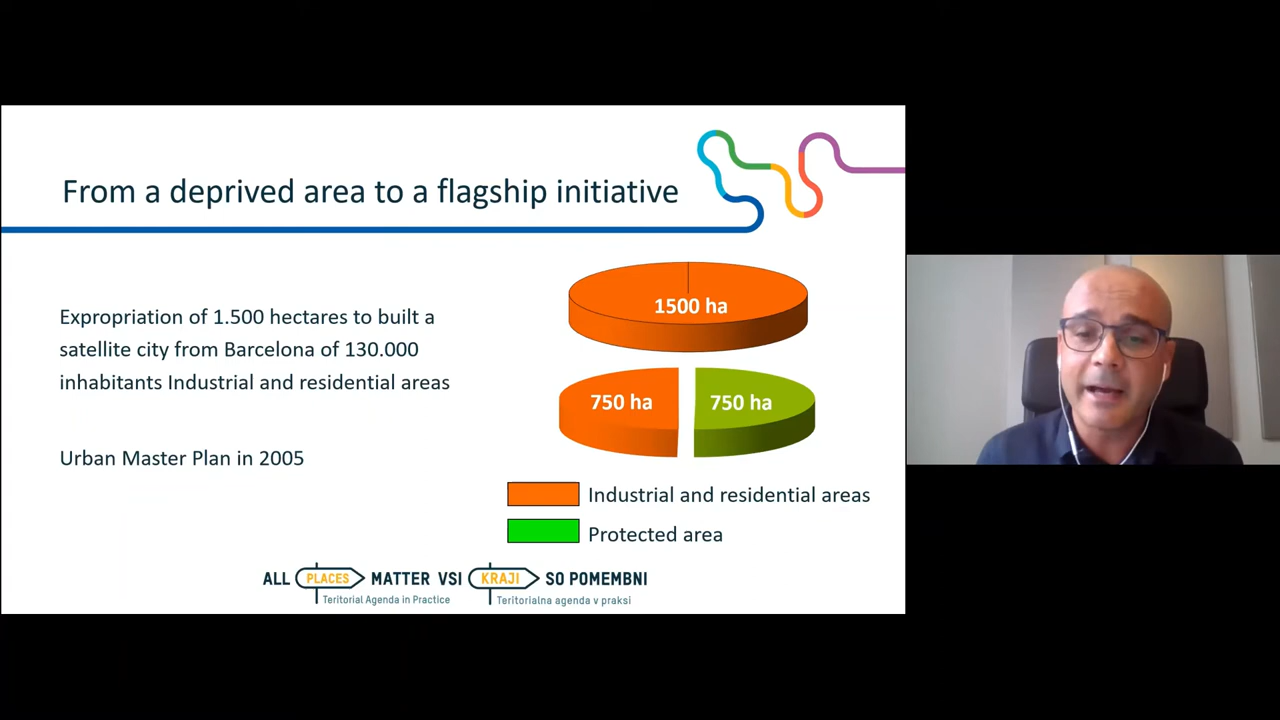 From a deprived area to a flagship initiative
Expropriation of 1.500 hectares to built a
satellite city from Barcelona of 130.000
inhabitants Industrial and residential areas
Urban Master Plan in 2005
1500 ha
750 ha
750 ha
Industrial and residential areas
Protected area
ALL PLACES MATTER VSI KRAJI SO POMEMBNI
Teritorial Agenda in Practice
Teritorialna agenda v praksi